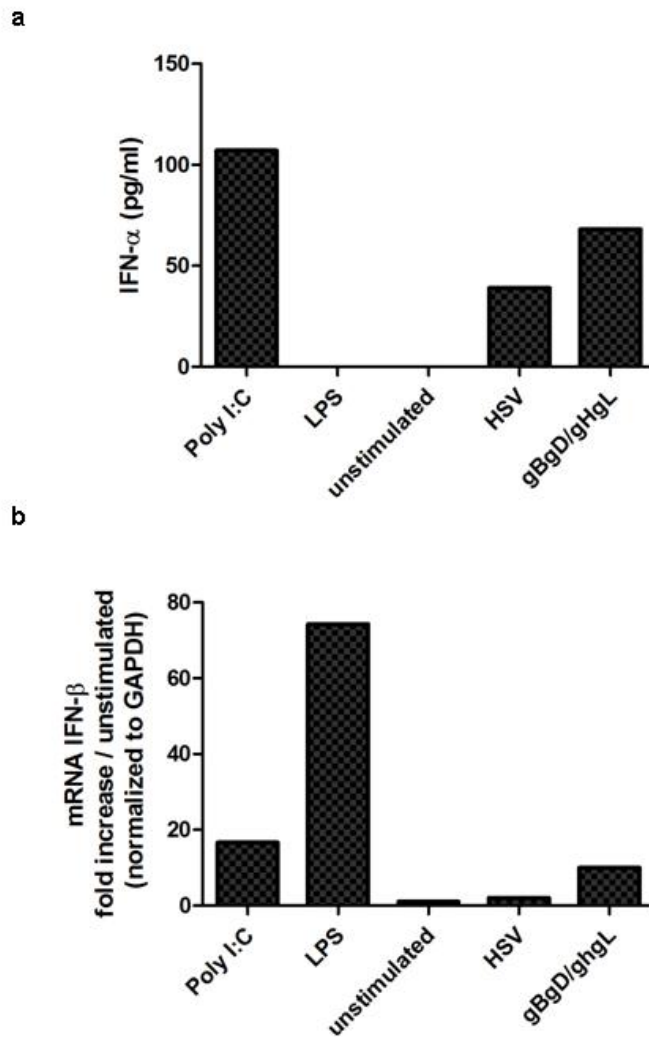 a
IFN-α (pg/ml)
150
100
50
0
Poly I:C
LPS
unstimulated
HSV
gBgD/gHgL
b
mRNA IFN-β
fold increase / unstimulated
(normalized to GAPDH)
80
60
40
20
0
Poly I:C
LPS
unstimulated
HSV
gBgD/ghgL